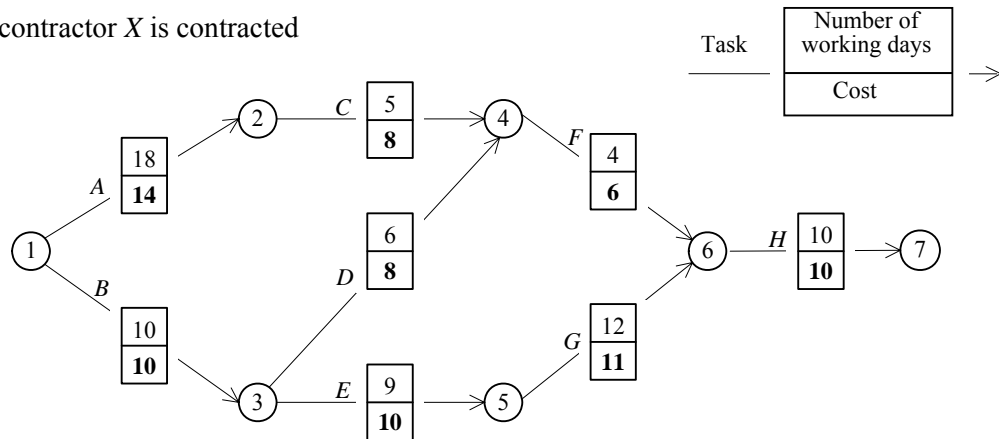 contractor X is contracted
Task
Number of
working days
Cost
A
18
14
2
C
5
8
4
F
4
6
1
D
6
8
6
H
10
10
7
B
10
10
G
12
11
3
E
9
10
5